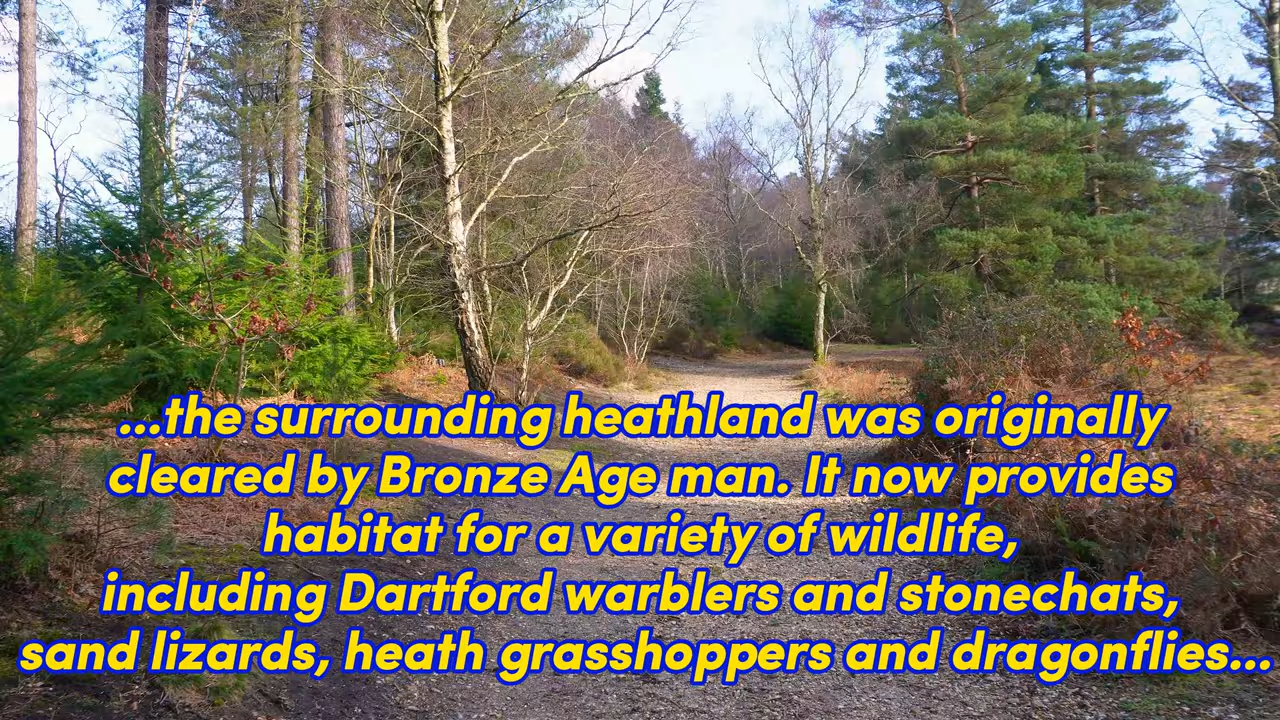 ...the surrounding heathland was originally
cleared by Bronze Age man. It now provides
habitat for a variety of wildlife,
including Dartford warblers and stonechats,
sand lizards, heath grasshoppers and dragonflies...